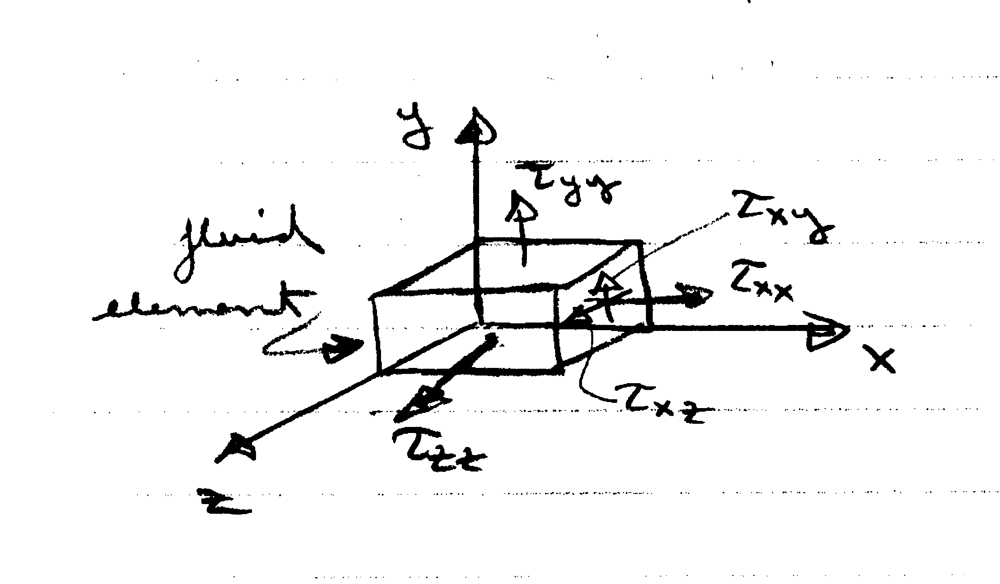 y
τyy
τxy
fluid
element
τxx
x
τxz
τzz
z